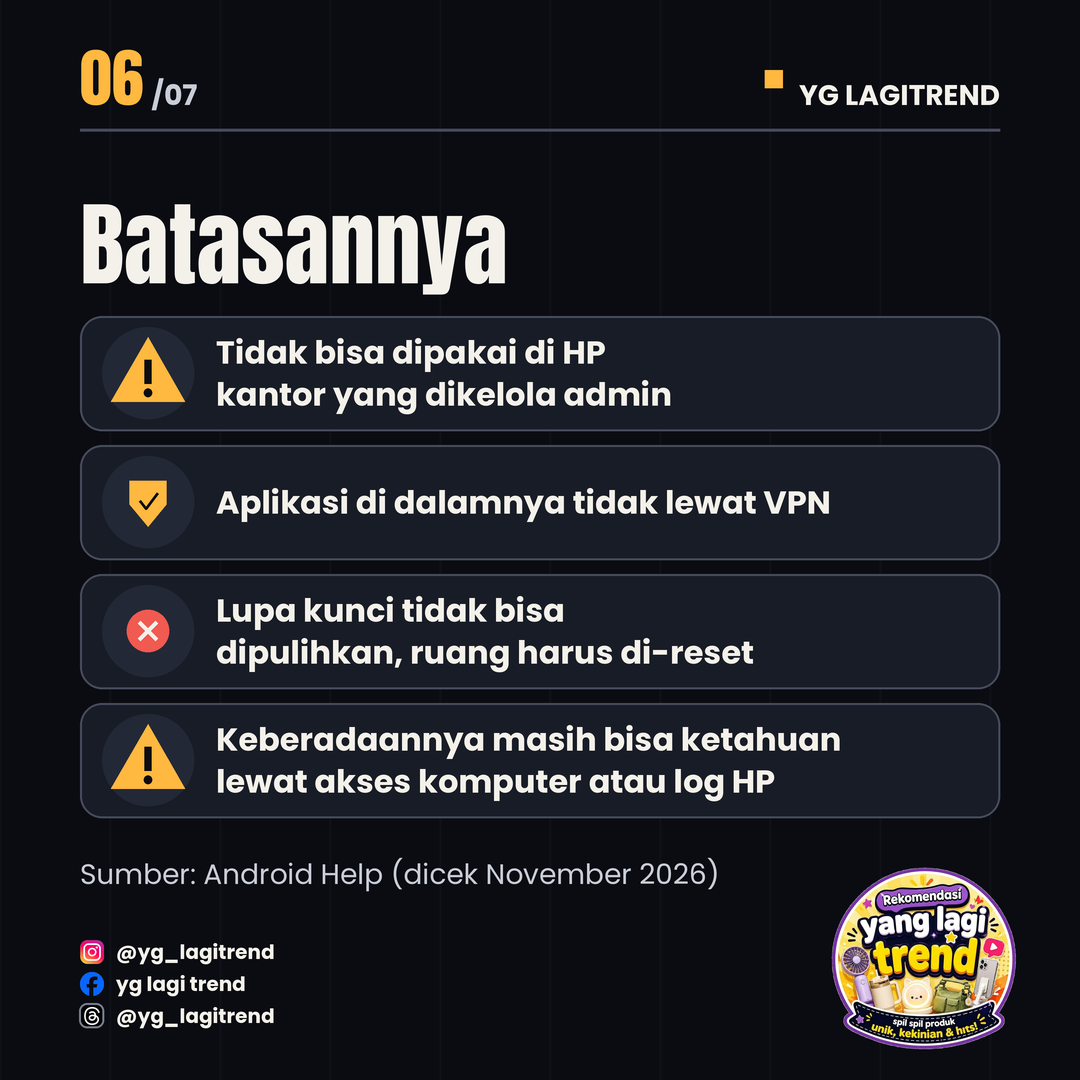 06 /07
YG LAGITREND
Batasannya
Tidak bisa dipakai di HP
kantor yang dikelola admin
Aplikasi di dalamnya tidak lewat VPN
Lupa kunci tidak bisa
dipulihkan, ruang harus di-reset
Keberadaannya masih bisa ketahuan
lewat akses komputer atau log HP
Sumber: Android Help (dicek November 2026)
@yg_lagitrend
yg lagi trend
@yg_lagitrend
Rekomendasi
yang lagi
trend
spil spil produk
unik, kekinian & hits!